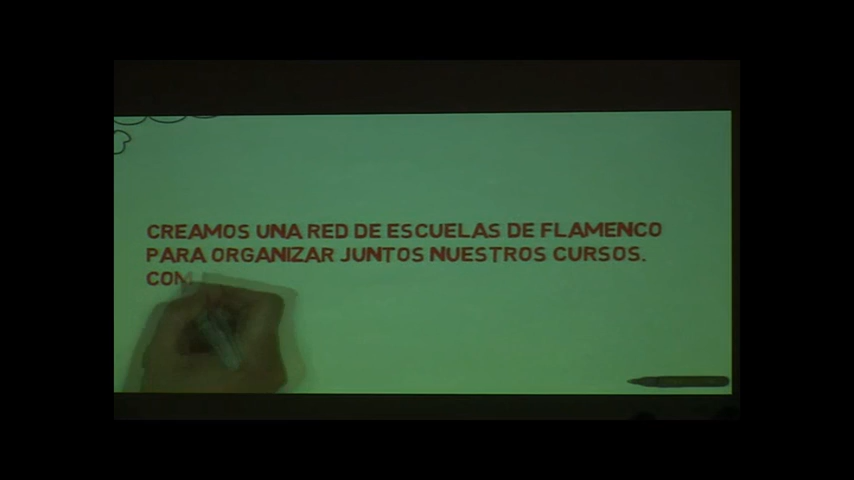 CREAMOS UNA RED DE ESCUELAS DE FLAMENCO
PARA ORGANIZAR JUNTOS NUESTROS CURSOS.
COM